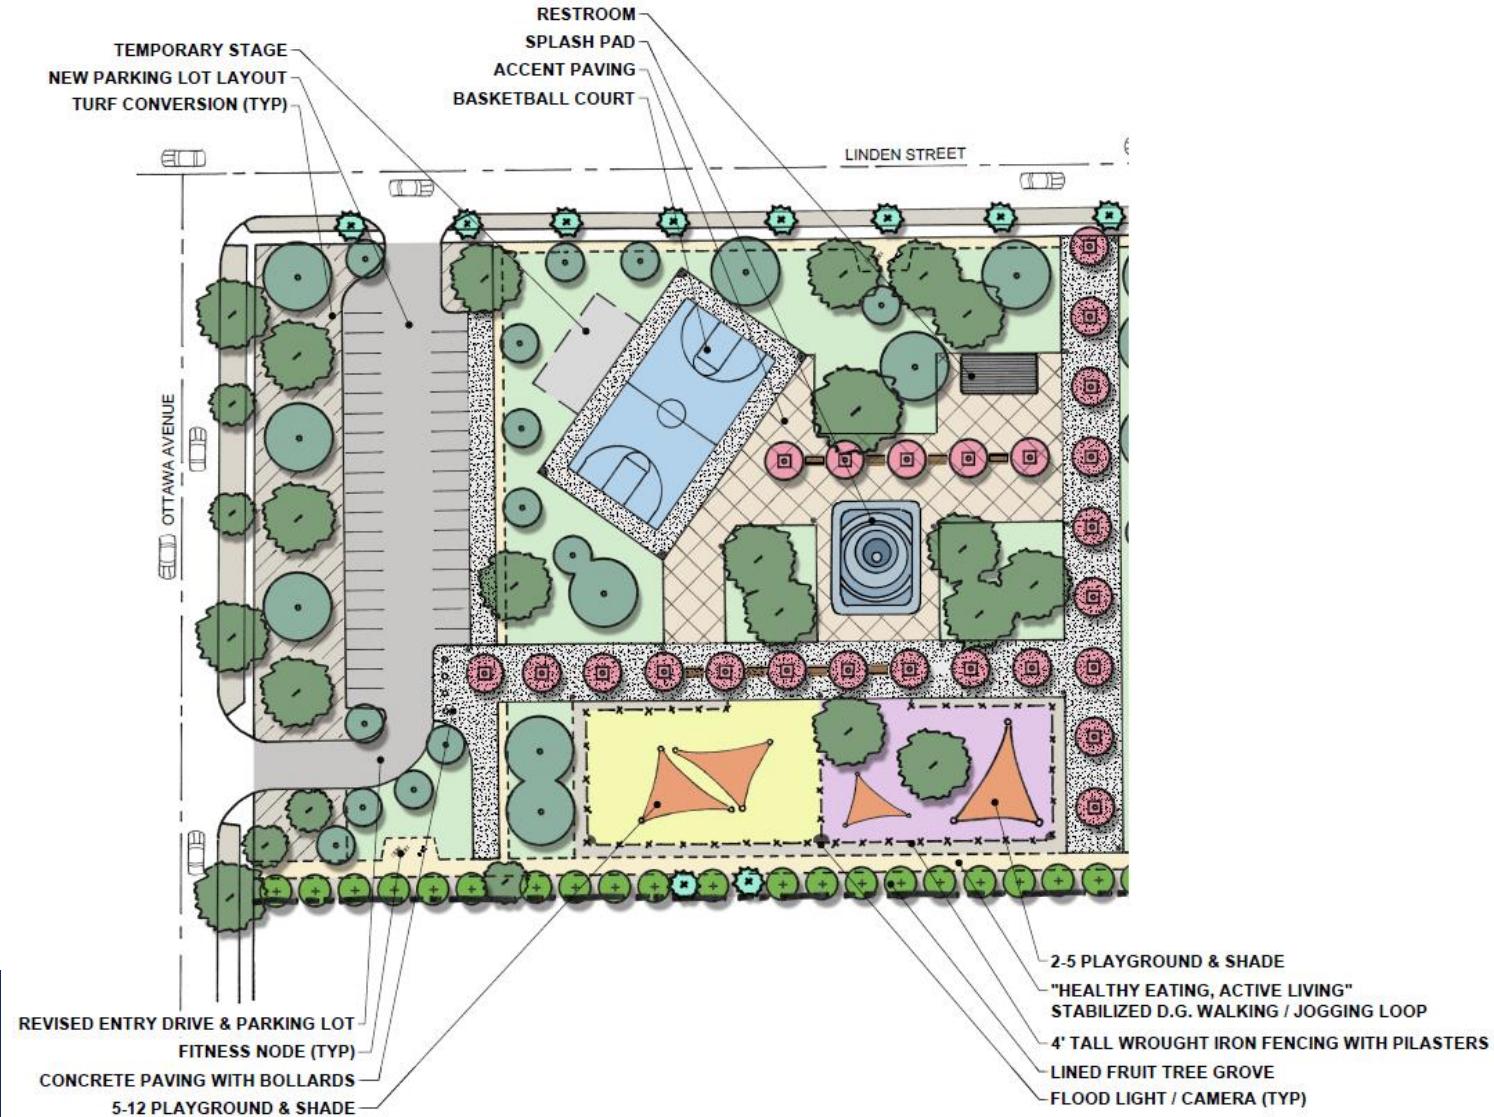 RESTROOM
SPLASH PAD
ACCENT PAVING
BASKETBALL COURT
TEMPORARY STAGE
NEW PARKING LOT LAYOUT
TURF CONVERSION (TYP)
LINDEN STREET
OTTAWA AVENUE
REVISED ENTRY DRIVE & PARKING LOT
FITNESS NODE (TYP)
CONCRETE PAVING WITH BOLLARDS
5-12 PLAYGROUND & SHADE
2-5 PLAYGROUND & SHADE
"HEALTHY EATING, ACTIVE LIVING"
STABILIZED D.G. WALKING / JOGGING LOOP
4' TALL WROUGHT IRON FENCING WITH PILASTERS
LINED FRUIT TREE GROVE
FLOOD LIGHT / CAMERA (TYP)